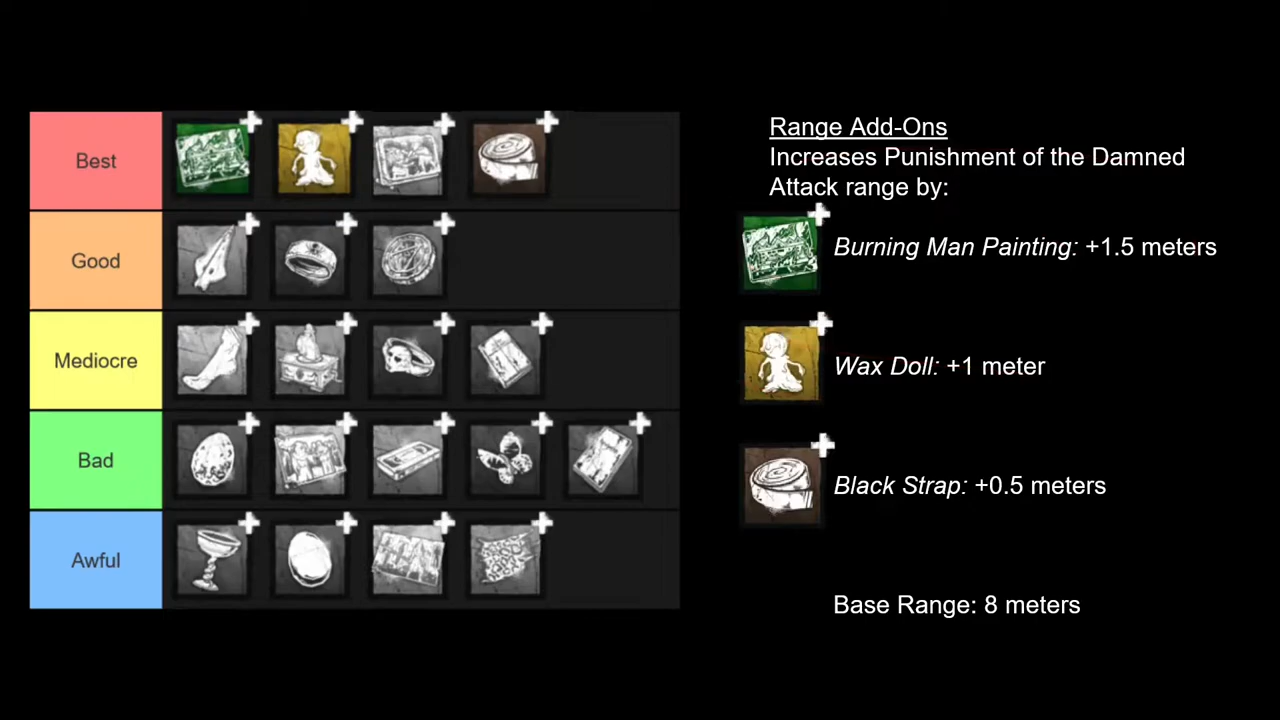 Best
Good
Mediocre
Bad
Awful
Range Add-Ons
Increases Punishment of the Damned
Attack range by:
Burning Man Painting: +1.5 meters
Wax Doll: +1 meter
Black Strap: +0.5 meters
Base Range: 8 meters